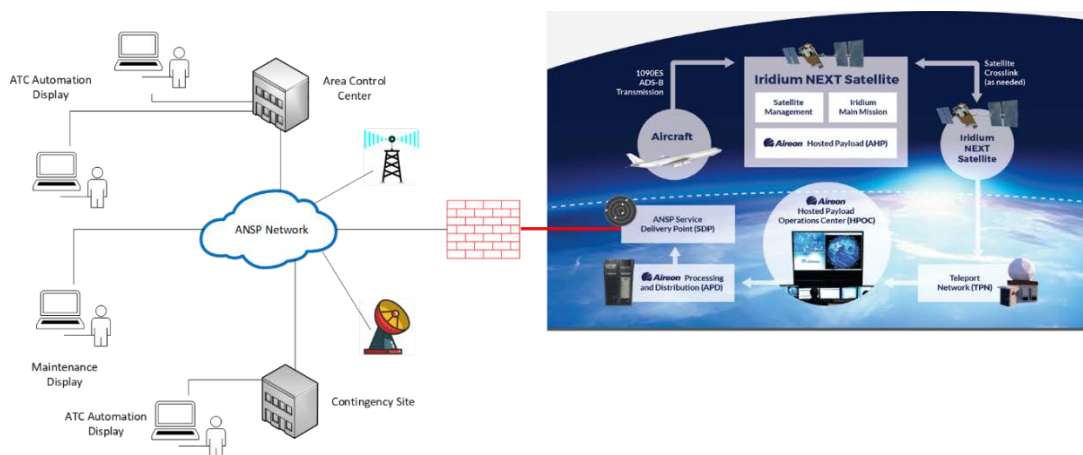 ATC Automation
Display
Area Control
Center
ANSP Network
Maintenance
Display
ATC Automation
Display
Contingency Site
1090ES
ADS-B
Transmission
Aircraft
Iridium NEXT Satellite
Satellite
Management
Iridium
Main Mission
Aireon Hosted Payload (AHP)
Satellite
Crosslink
(as needed)
Iridium
NEXT
Satellite
ANSP Service
Delivery Point (SDP)
Aireon
Hosted Payload
Operations Center (HPOC)
Aireon
Aireon Processing
and Distribution (APD)
Teleport
Network (TPN)